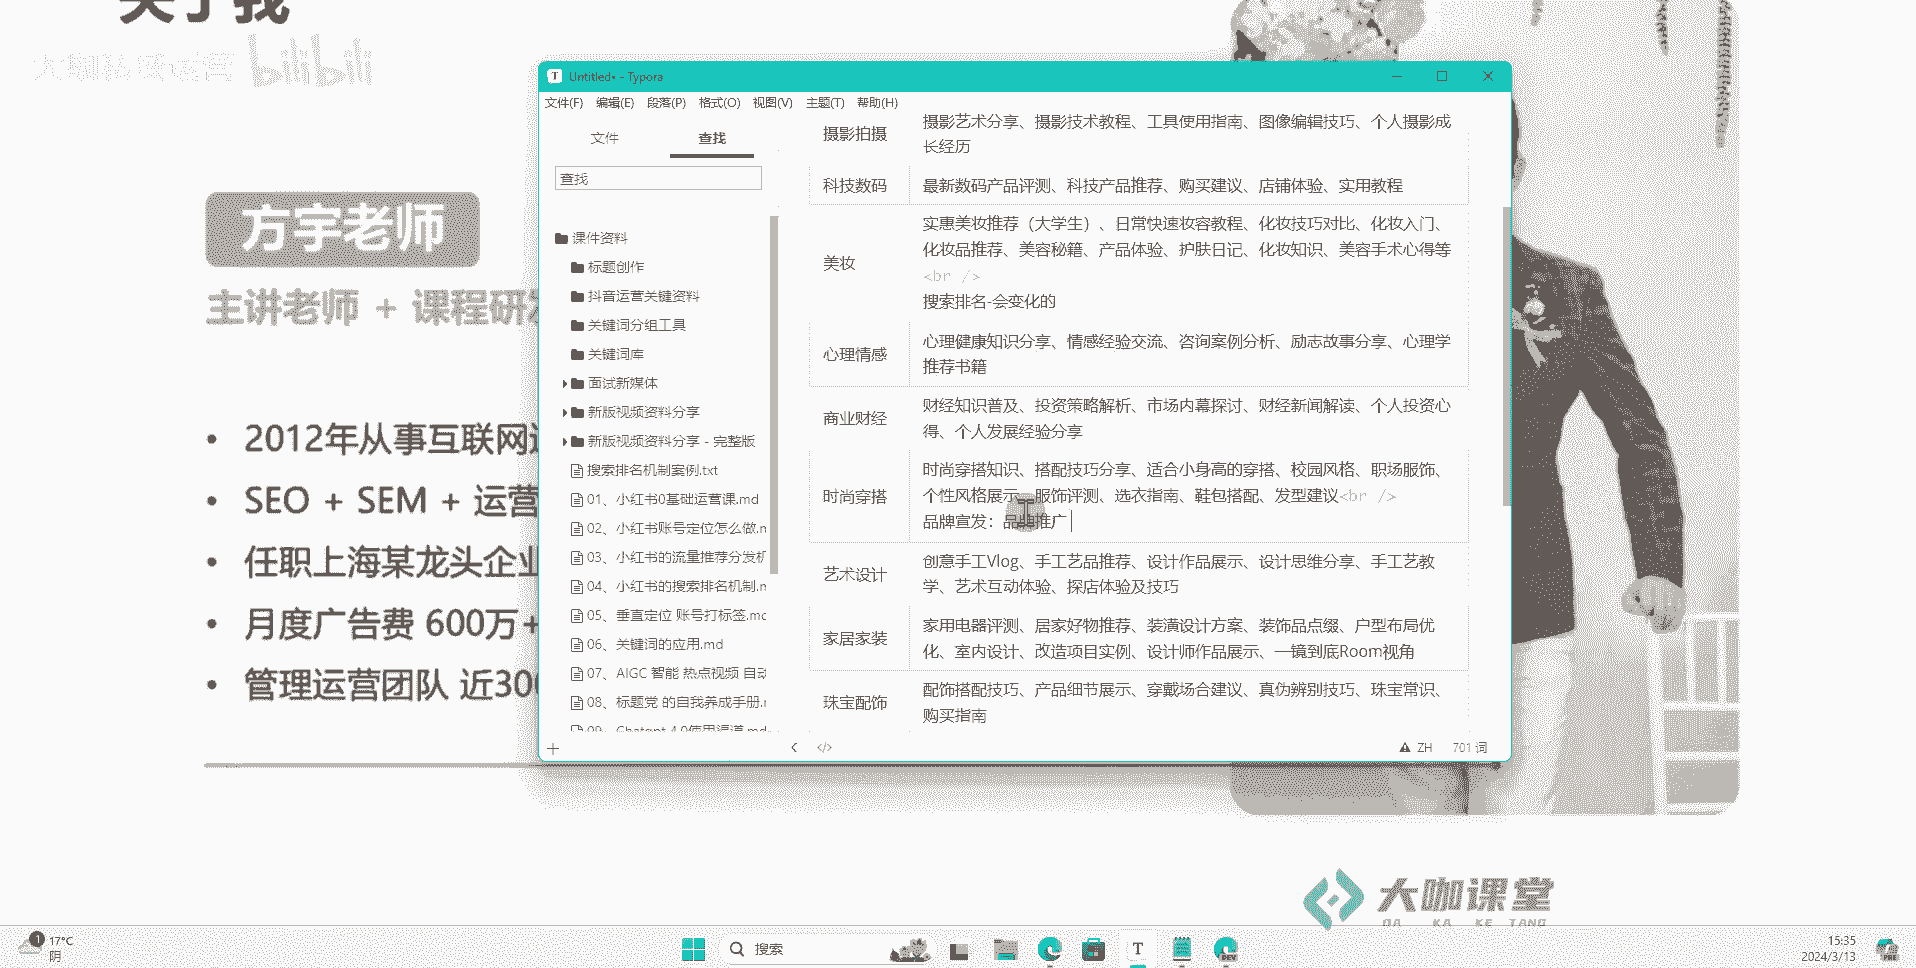 关于我
大咖私域运营 bilibili
方宇老师
主讲老师 + 课程研发
2012年从事互联网运
SEO + SEM + 运营
任职上海某龙头企业
月度广告费 600万+
管理运营团队 近300
Untitled• - Typora
文件(F) 编辑(E) 段落(P) 格式(O) 视图(V) 主题(T) 帮助(H)
文件 查找
查找
课件资料
标题创作
抖音运营关键资料
关键词分组工具
关键词库
面试新媒体
新版视频资料分享
新版视频资料分享 - 完整版
搜索排名机制案例.txt
01、小红书0基础运营课.md
02、小红书账号定位怎么做.m
03、小红书的流量推荐分发机
04、小红书的搜索排名机制.m
05、垂直定位 账号打标签.mc
06、关键词的应用.md
07、AIGC 智能 热点视频 自动
08、标题党 的自我养成手册.r
09、Chatgpt 4.0使用渠道.md
摄影拍摄
摄影艺术分享、摄影技术教程、工具使用指南、图像编辑技巧、个人摄影成
长经历
科技数码
最新数码产品评测、科技产品推荐、购买建议、店铺体验、实用教程
美妆
实惠美妆推荐（大学生）、日常快速妆容教程、化妆技巧对比、化妆入门、
化妆品推荐、美容秘籍、产品体验、护肤日记、化妆知识、美容手术心得等
<br />
搜索排名-会变化的
心理情感
心理健康知识分享、情感经验交流、咨询案例分析、励志故事分享、心理学
推荐书籍
商业财经
财经知识普及、投资策略解析、市场内幕探讨、财经新闻解读、个人投资心
得、个人发展经验分享
时尚穿搭
时尚穿搭知识、搭配技巧分享、适合小身高的穿搭、校园风格、职场服饰、
个性风格展示、服饰评测、选衣指南、鞋包搭配、发型建议<br />
品牌宣发：品牌推广
艺术设计
创意手工Vlog、手工艺品推荐、设计作品展示、设计思维分享、手工艺教
学、艺术互动体验、探店体验及技巧
家居家装
家用电器评测、居家好物推荐、装潢设计方案、装饰品点缀、户型布局优
化、室内设计、改造项目实例、设计师作品展示、一镜到底Room视角
珠宝配饰
配饰搭配技巧、产品细节展示、穿戴场合建议、真伪辨别技巧、珠宝常识、
购买指南
ZH 701 词
大咖课堂
DA KA KE TANG
1
17°C
阴
搜索
T
DEV
15:35
2024/3/13
PRE